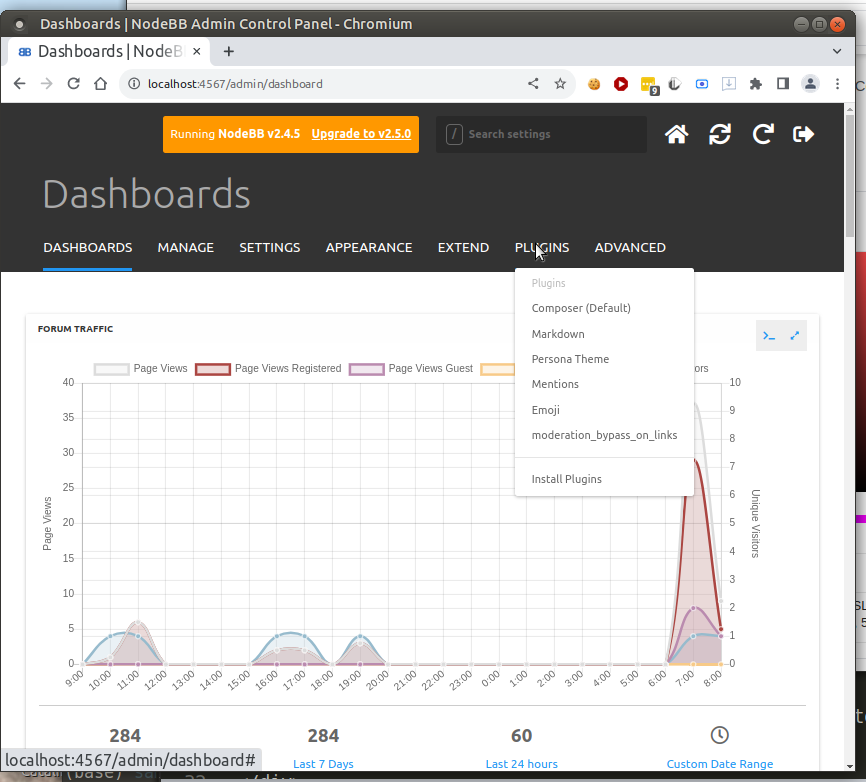 Dashboards | NodeBB Admin Control Panel - Chromium
Dashboards | NodeB
localhost:4567/admin/dashboard
9
Running NodeBB v2.4.5 Upgrade to v2.5.0
/ Search settings
Dashboards
DASHBOARDS MANAGE SETTINGS APPEARANCE EXTEND PLUGINS ADVANCED
Plugins
Composer (Default)
Markdown
Persona Theme
Mentions
Emoji
moderation_bypass_on_links
Install Plugins
FORUM TRAFFIC
Page Views Page Views Registered Page Views Guest
40 10
35 9
30 8
25 7
20 6
15 5
10 4
5 3
0 2
1
0
Page Views
Unique Visitors
9:00 10:00 11:00 12:00 13:00 14:00 15:00 16:00 17:00 18:00 19:00 20:00 21:00 22:00 23:00 0:00 1:00 2:00 3:00 4:00 5:00 6:00 7:00 8:00
284 284 60
Last 7 Days Last 24 hours Custom Date Range
localhost:4567/admin/dashboard#